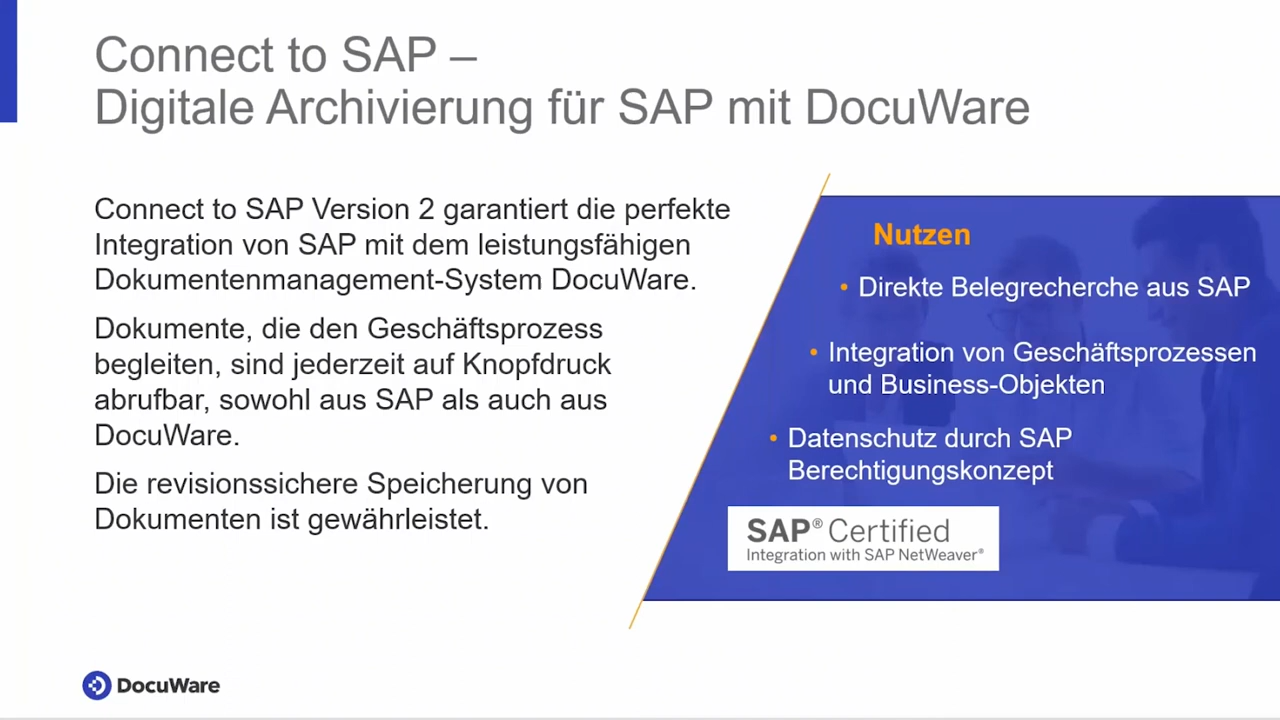 Connect to SAP –
Digitale Archivierung für SAP mit DocuWare
Connect to SAP Version 2 garantiert die perfekte
Integration von SAP mit dem leistungsfähigen
Dokumentenmanagement-System DocuWare.
Dokumente, die den Geschäftsprozess
begleiten, sind jederzeit auf Knopfdruck
abrufbar, sowohl aus SAP als auch aus
DocuWare.
Die revisionssichere Speicherung von
Dokumenten ist gewährleistet.
Nutzen
• Direkte Belegrecherche aus SAP
• Integration von Geschäftsprozessen
und Business-Objekten
• Datenschutz durch SAP
Berechtigungskonzept
SAP® Certified
Integration with SAP NetWeaver®
DocuWare